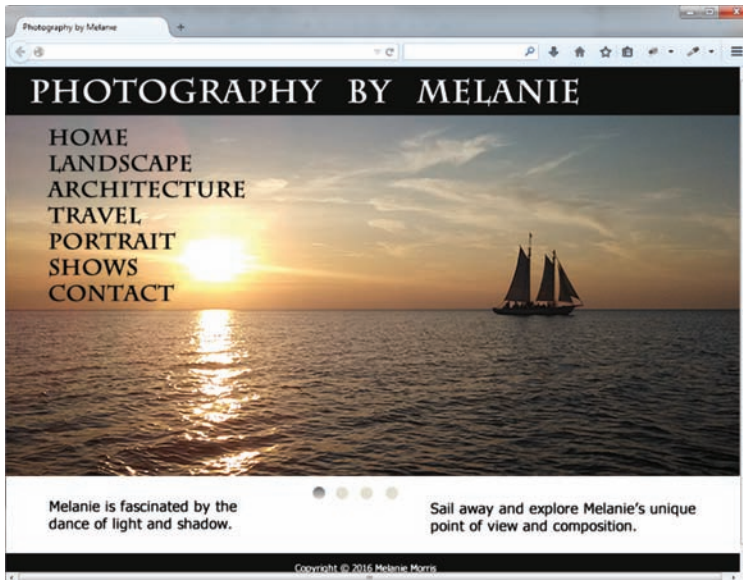 Photography by Melanie
PHOTOGRAPHY BY MELANIE
HOME
LANDSCAPE
ARCHITECTURE
TRAVEL
PORTRAIT
SHOWS
CONTACT
Melanie is fascinated by the
dance of light and shadow.
Sail away and explore Melanie's unique
point of view and composition.
Copyright © 2016 Melanie Morris